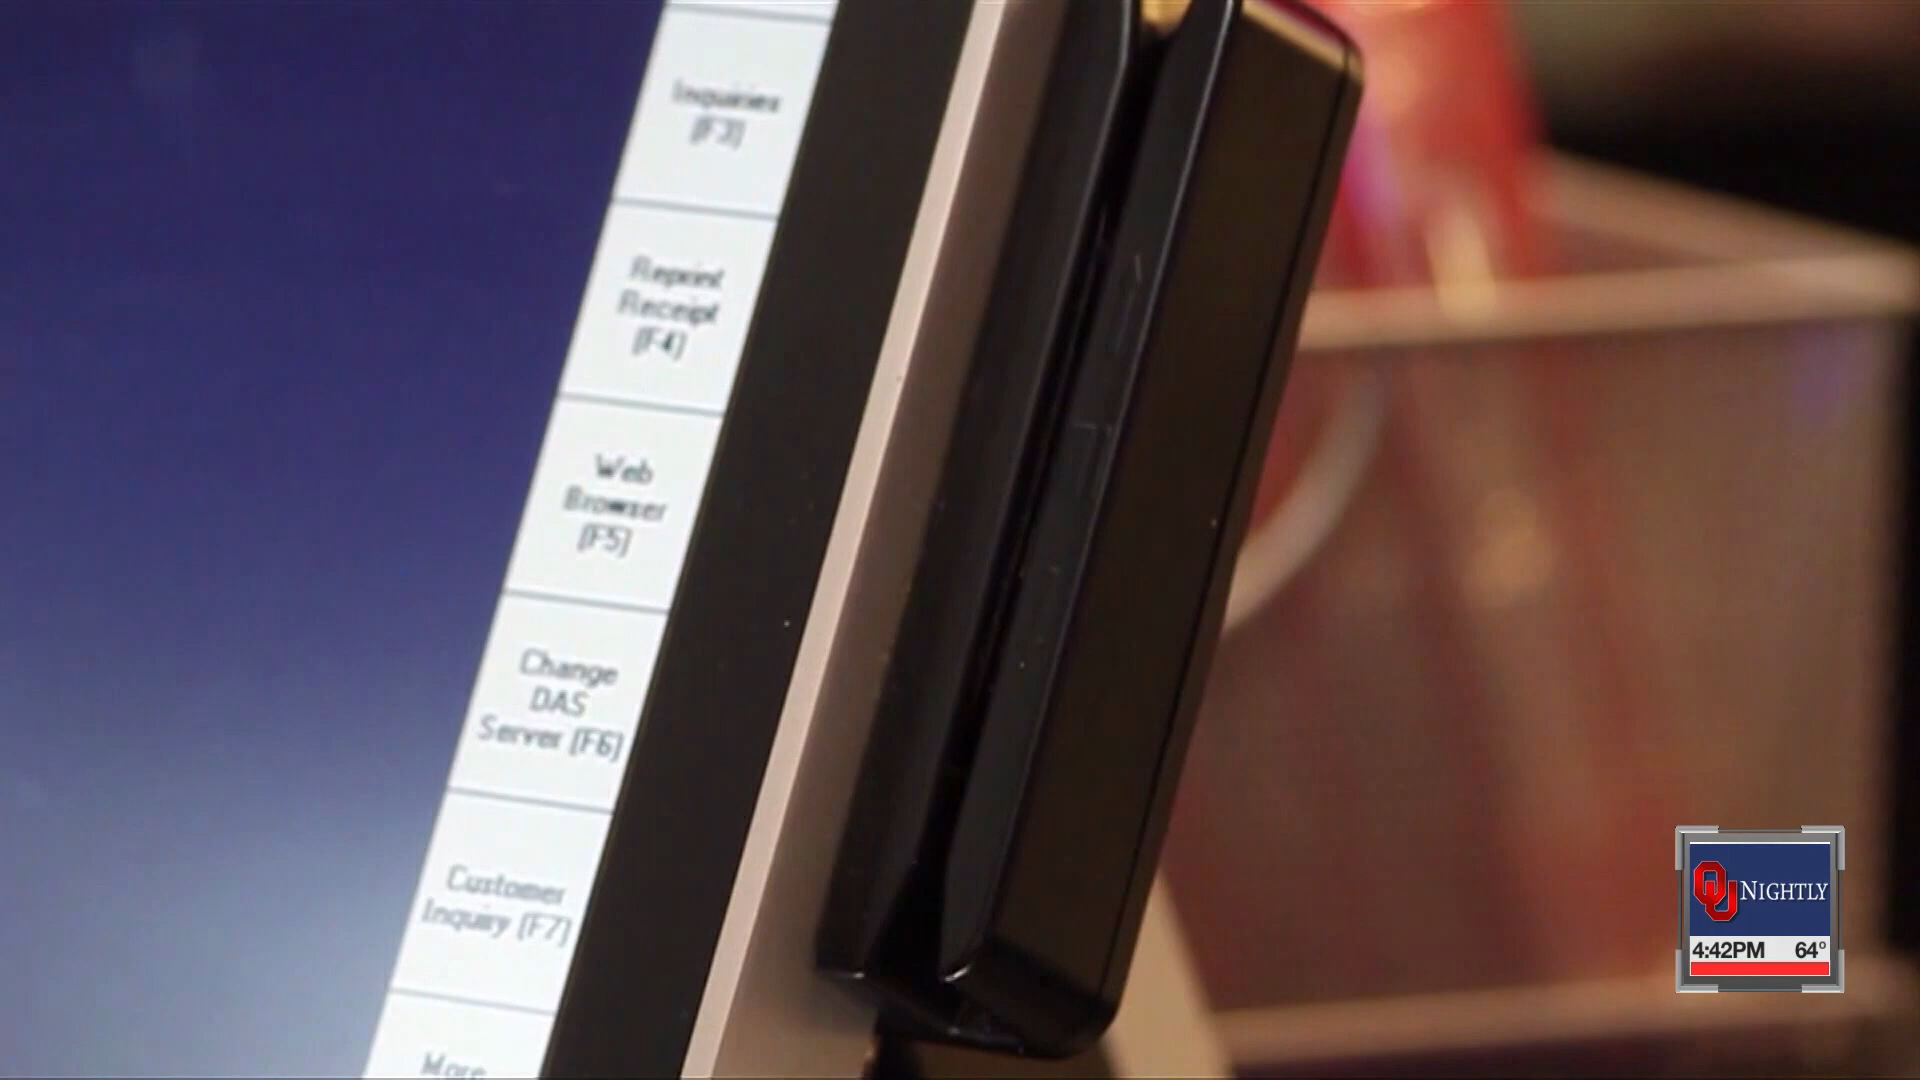 Inquiries
[F3]
Reprint
Receipt
[F4]
Web
Browser
[F5]
Change
DAS
Server [F6]
Customer
Inquiry [F7]
More
OU NIGHTLY
4:42PM 64°